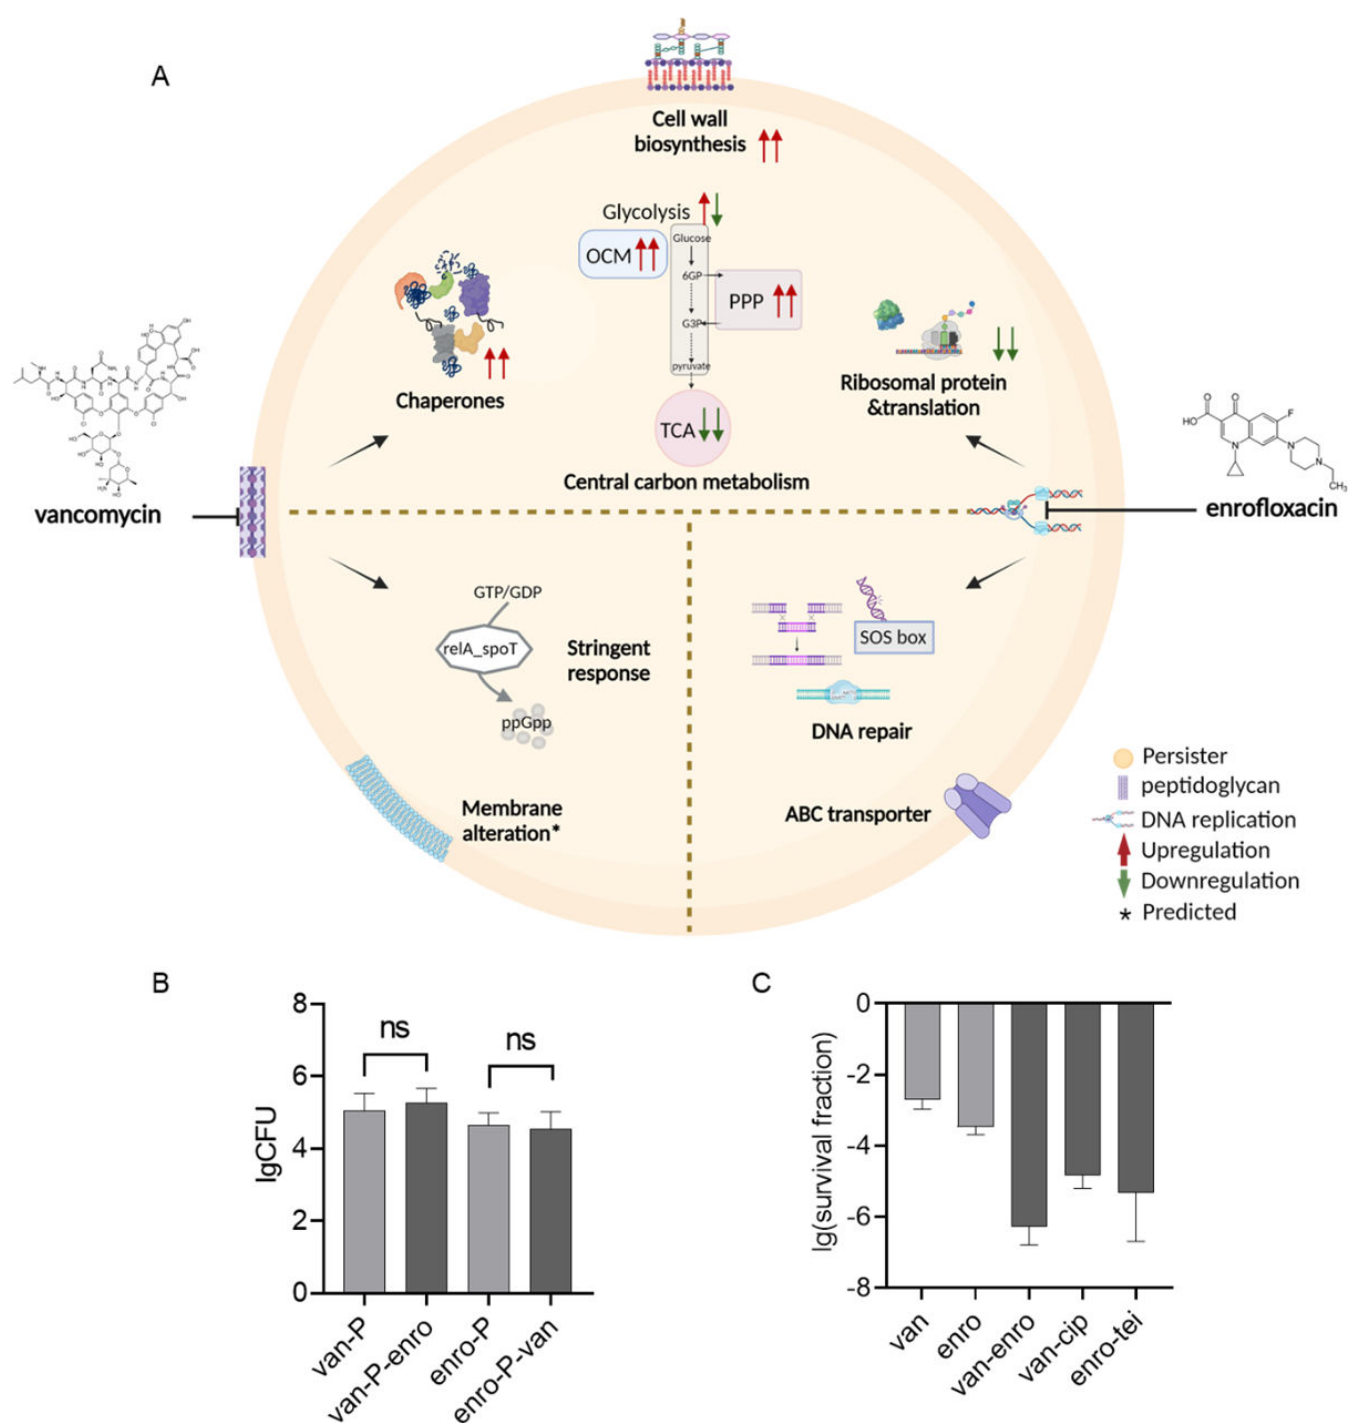 A
Cell wall
biosynthesis
Glycolysis
Glucose
OCM
6GP
PPP
G3P
pyruvate
TCA
Central carbon metabolism
Chaperones
Ribosomal protein
&translation
vancomycin
enrofloxacin
HO
O
O
F
N
N
N
CH₃
GTP/GDP
relA_spoT
ppGpp
Stringent
response
SOS box
DNA repair
Membrane
alteration*
ABC transporter
Persister
peptidoglycan
DNA replication
Upregulation
Downregulation
* Predicted
B
lgCFU
8
6
4
2
0
ns
ns
van-P
van-P-enro
enro-P
enro-P-van
C
lg(survival fraction)
0
-2
-4
-6
-8
van
enro
van-enro
van-cip
enro-tei